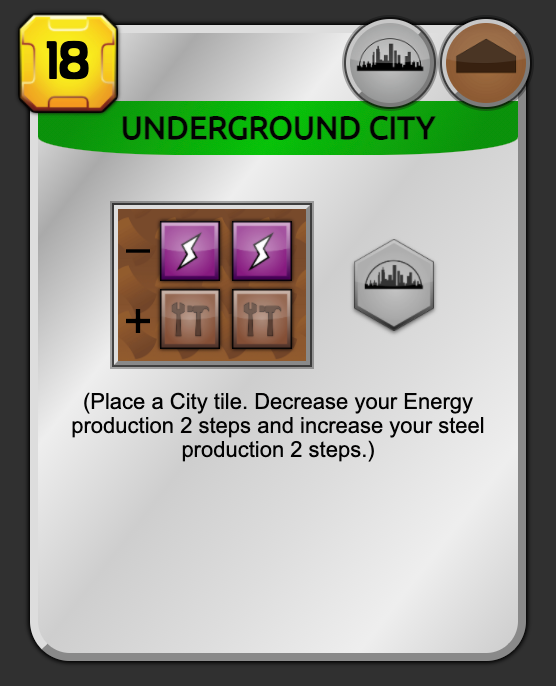 18
UNDERGROUND CITY
−
+
(Place a City tile. Decrease your Energy
production 2 steps and increase your steel
production 2 steps.)